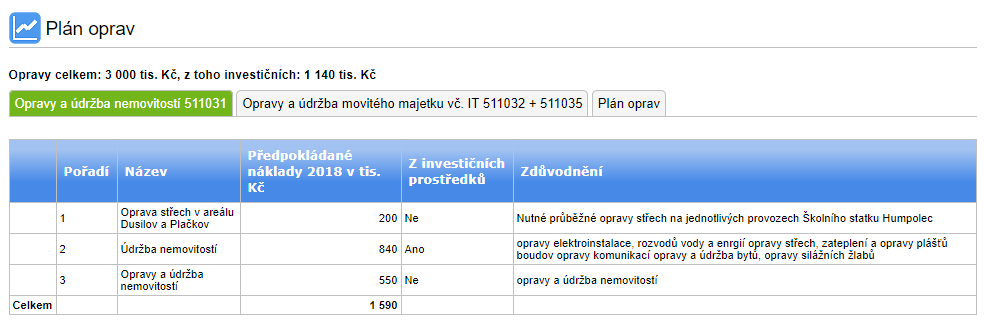 Plán oprav
Opravy celkem: 3 000 tis. Kč, z toho investičních: 1 140 tis. Kč
Opravy a údržba nemovitostí 511031 Opravy a údržba movitého majetku vč. IT 511032 + 511035 Plán oprav
Pořadí Název Předpokládané náklady 2018 v tis. Kč Z investičních prostředků Zdůvodnění
1 Oprava střech v areálu Dusilov a Plačkov 200 Ne Nutné průběžné opravy střech na jednotlivých provozech Školního statku Humpolec
2 Údržba nemovitostí 840 Ano opravy elektroinstalace, rozvodů vody a enrgií opravy střech, zateplení a opravy plášťů boudov opravy komunikací opravy a údržba bytů, opravy silážních žlabů
3 Opravy a údržba nemovitostí 550 Ne opravy a údržba nemovitostí
Celkem 1 590